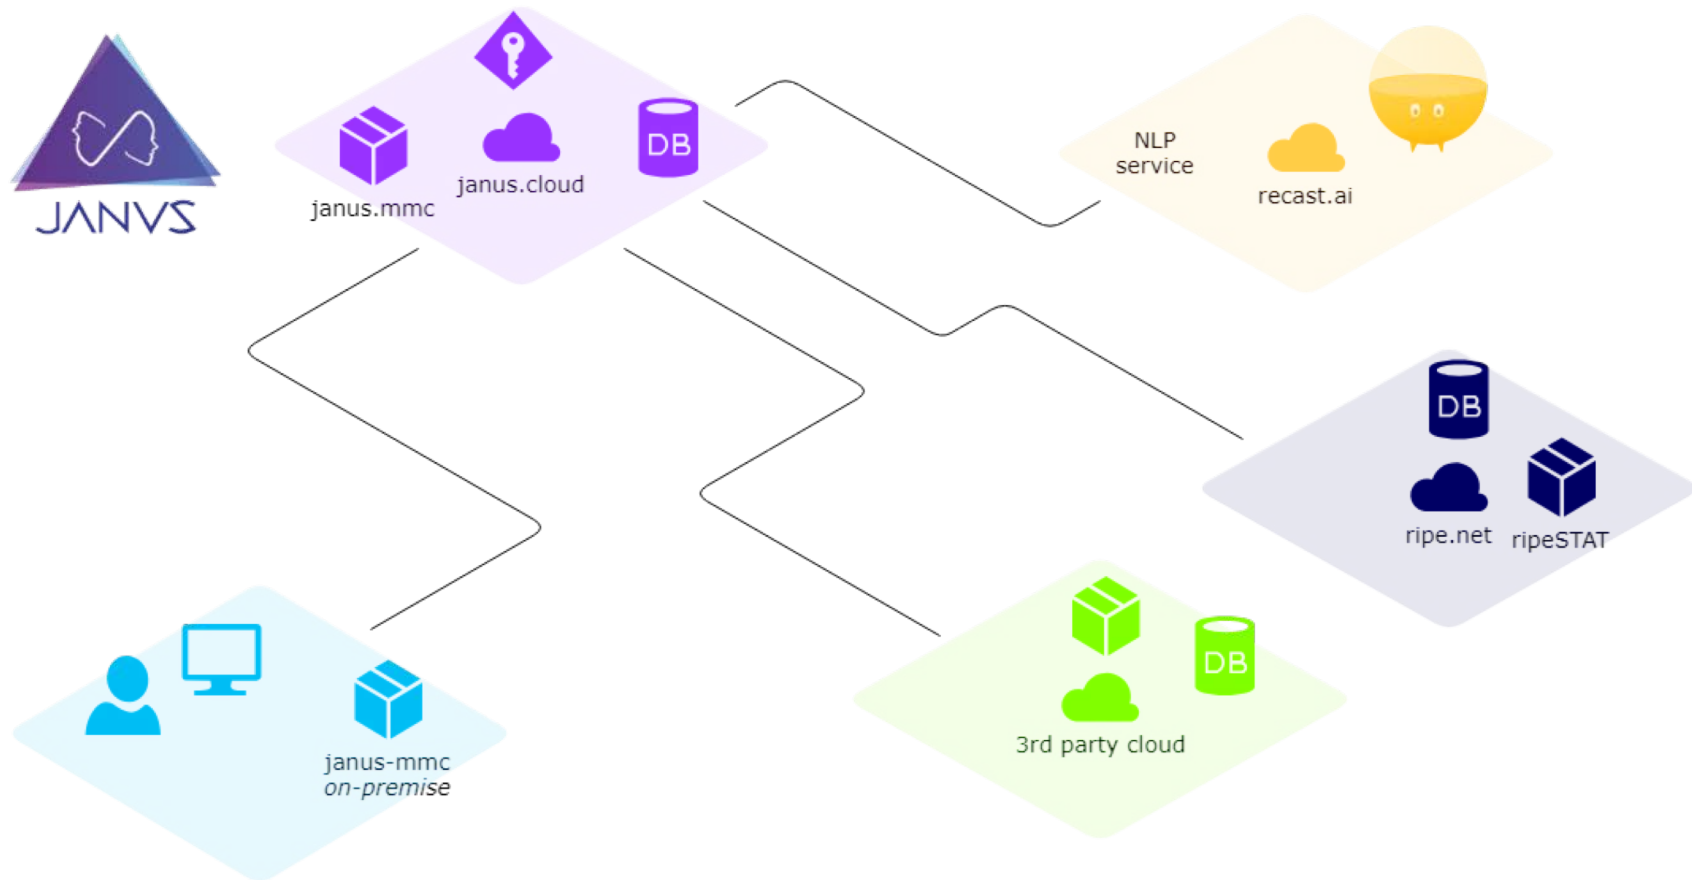 JANVS
janus.mmc
janus.cloud
DB
NLP
service
recast.ai
DB
ripe.net
ripeSTAT
DB
3rd party cloud
janus-mmc
on-premise